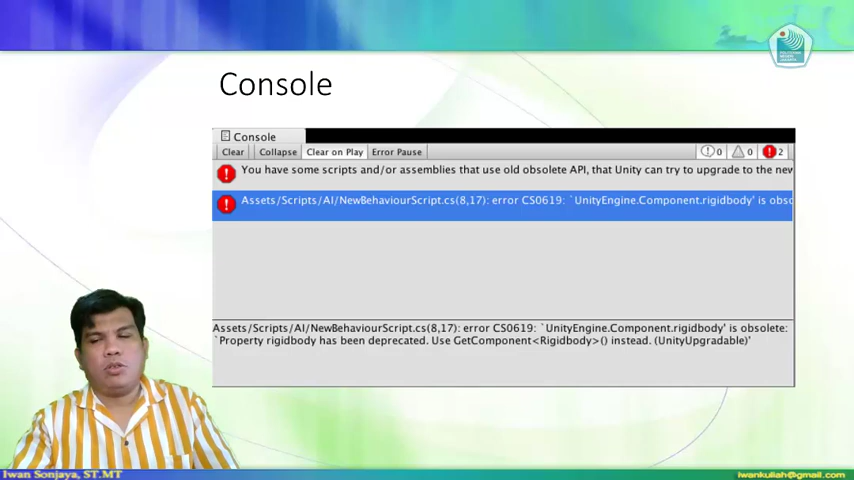 Console
Console
Clear Collapse Clear on Play Error Pause 0 0 2
You have some scripts and/or assemblies that use old obsolete API, that Unity can try to upgrade to the new
Assets/Scripts/AI/NewBehaviourScript.cs(8,17): error CS0619: `UnityEngine.Component.rigidbody' is obso
Assets/Scripts/AI/NewBehaviourScript.cs(8,17): error CS0619: `UnityEngine.Component.rigidbody' is obsolete:
`Property rigidbody has been deprecated. Use GetComponent<Rigidbody>() instead. (UnityUpgradable)'
Iwan Sonjaya, ST.MT
iwankuliah@gmail.com